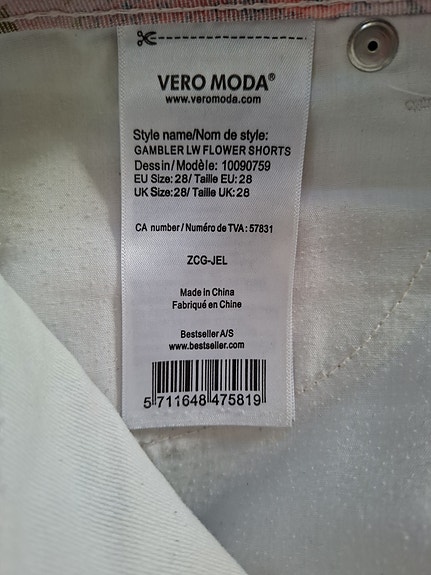 VERO MODA®
www.veromoda.com
Style name/Nom de style:
GAMBLER LW FLOWER SHORTS
Dessin/Modèle: 10090759
EU Size: 28/ Taille EU: 28
UK Size: 28/ Taille UK: 28
CA number/Numéro de TVA: 57831
ZCG-JEL
Made in China
Fabriqué en Chine
Bestseller A/S
www.bestseller.com
5 711648 475819